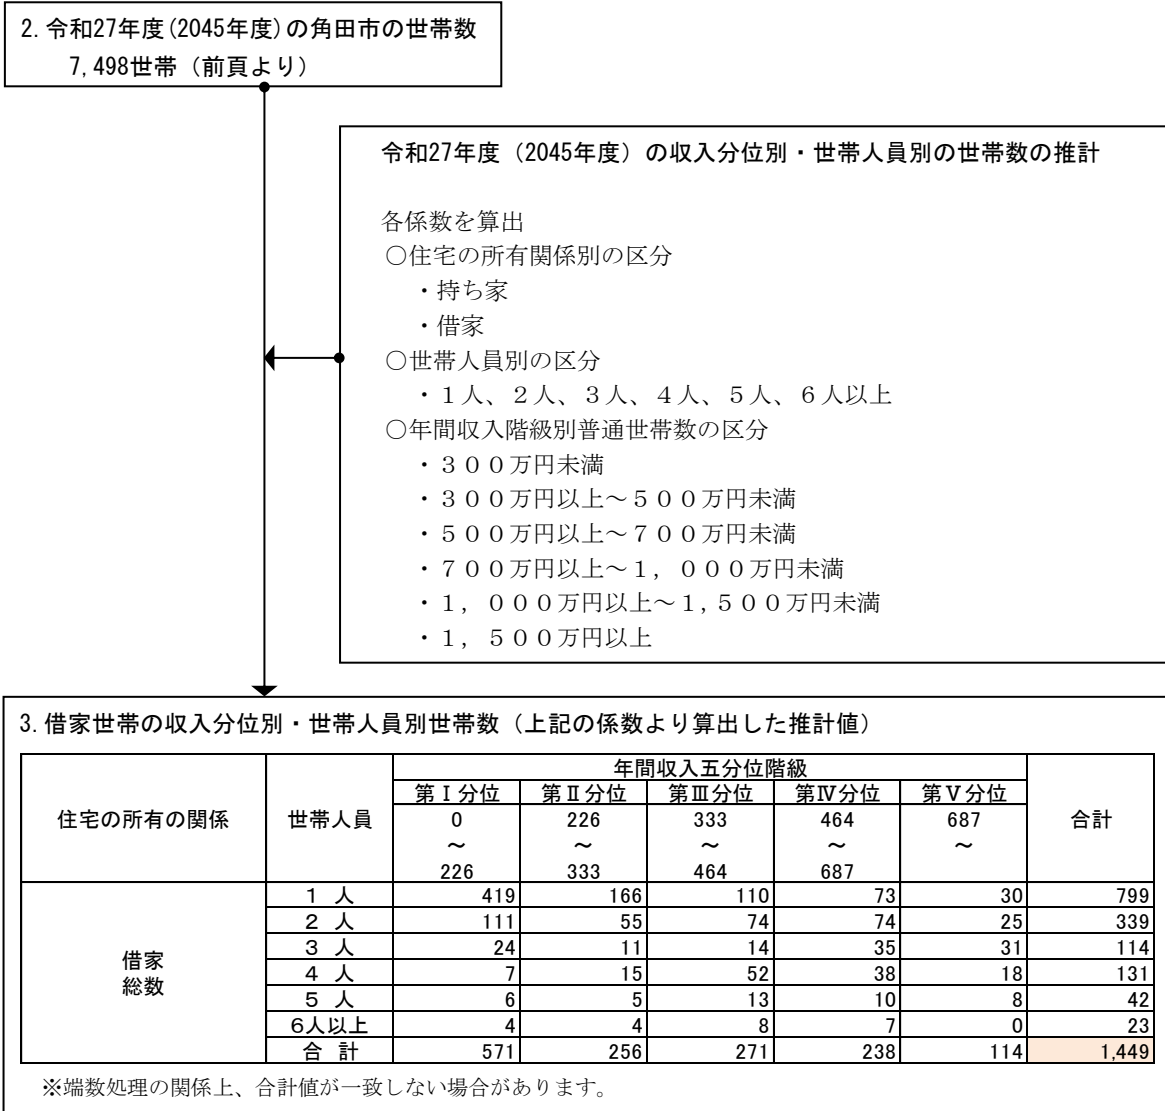 2. 令和27年度(2045年度)の角田市の世帯数
7,498世帯（前頁より）
令和27年度（2045年度）の収入分位別・世帯人員別の世帯数の推計
各係数を算出
○住宅の所有関係別の区分
・持ち家
・借家
○世帯人員別の区分
・１人、２人、３人、４人、５人、６人以上
○年間収入階級別普通世帯数の区分
・３００万円未満
・３００万円以上～５００万円未満
・５００万円以上～７００万円未満
・７００万円以上～１，０００万円未満
・１，０００万円以上～１,５００万円未満
・１，５００万円以上
3. 借家世帯の収入分位別・世帯人員別世帯数（上記の係数より算出した推計値）
住宅の所有の関係 世帯人員 年間収入五分位階級 合計
第Ⅰ分位 第Ⅱ分位 第Ⅲ分位 第Ⅳ分位 第Ⅴ分位
0 226 333 464 687
～ ～ ～ ～ ～
226 333 464 687
借家
総数
1 人 419 166 110 73 30 799
2 人 111 55 74 74 25 339
3 人 24 11 14 35 31 114
4 人 7 15 52 38 18 131
5 人 6 5 13 10 8 42
6人以上 4 4 8 7 0 23
合 計 571 256 271 238 114 1,449
※端数処理の関係上、合計値が一致しない場合があります。